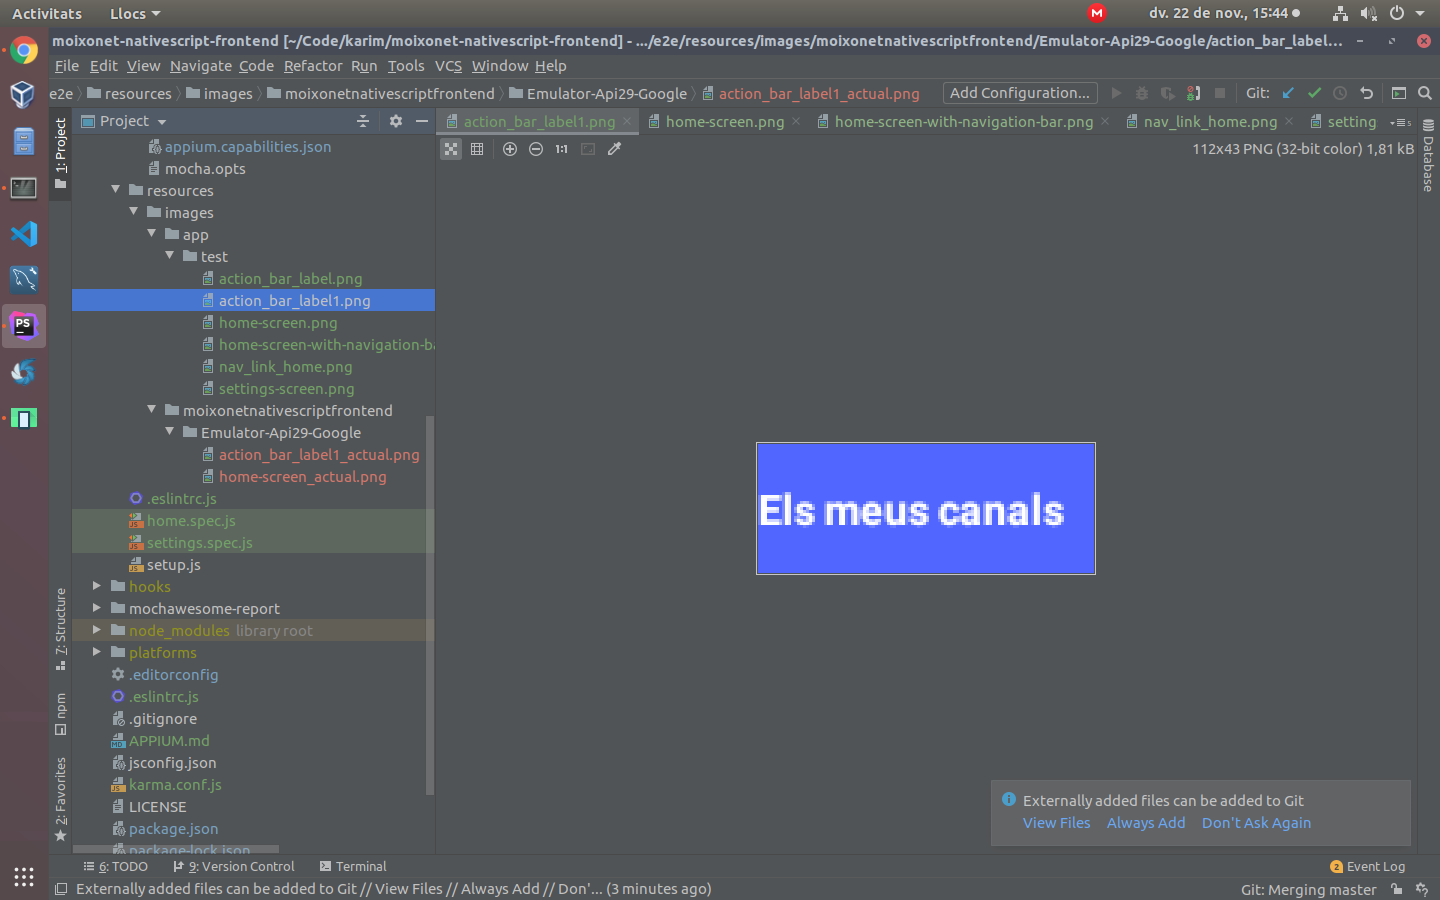 Activitats
Llocs
dv. 22 de nov., 15:44
moixonet-nativescript-frontend [~/Code/karim/moixonet-nativescript-frontend] - .../e2e/resources/images/moixonetnativescriptfrontend/Emulator-Api29-Google/action_bar_label...
File Edit View Navigate Code Refactor Run Tools VCS Window Help
e2e resources images moixonetnativescriptfrontend Emulator-Api29-Google action_bar_label1_actual.png
Add Configuration...
Git:
1: Project
Project
action_bar_label1.png
home-screen.png
home-screen-with-navigation-bar.png
nav_link_home.png
setting
5
1:1
112x43 PNG (32-bit color) 1,81 kB
Database
appium.capabilities.json
mocha.opts
resources
images
app
test
action_bar_label.png
action_bar_label1.png
home-screen.png
home-screen-with-navigation-ba
nav_link_home.png
settings-screen.png
moixonetnativescriptfrontend
Emulator-Api29-Google
action_bar_label1_actual.png
home-screen_actual.png
.eslintrc.js
home.spec.js
settings.spec.js
setup.js
hooks
mochawesome-report
node_modules library root
platforms
.editorconfig
.eslintrc.js
.gitignore
APPIUM.md
jsconfig.json
karma.conf.js
LICENSE
package.json
package-lock.json
PS
7: Structure
npm
2: Favorites
Els meus canals
Externally added files can be added to Git
View Files Always Add Don't Ask Again
6: TODO
9: Version Control
Terminal
2 Event Log
Externally added files can be added to Git // View Files // Always Add // Don'... (3 minutes ago)
Git: Merging master